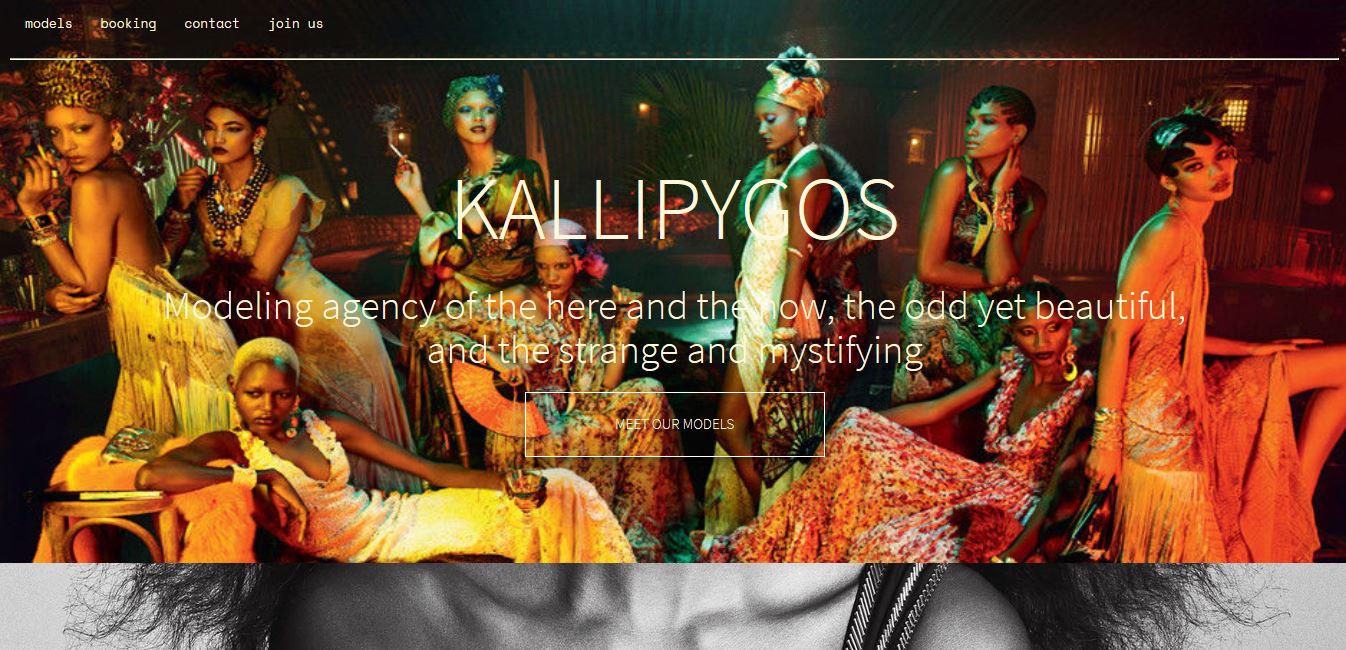 models booking contact join us
KALLIPYGOS
Modeling agency of the here and the now, the odd yet beautiful,
and the strange and mystifying
MEET OUR MODELS